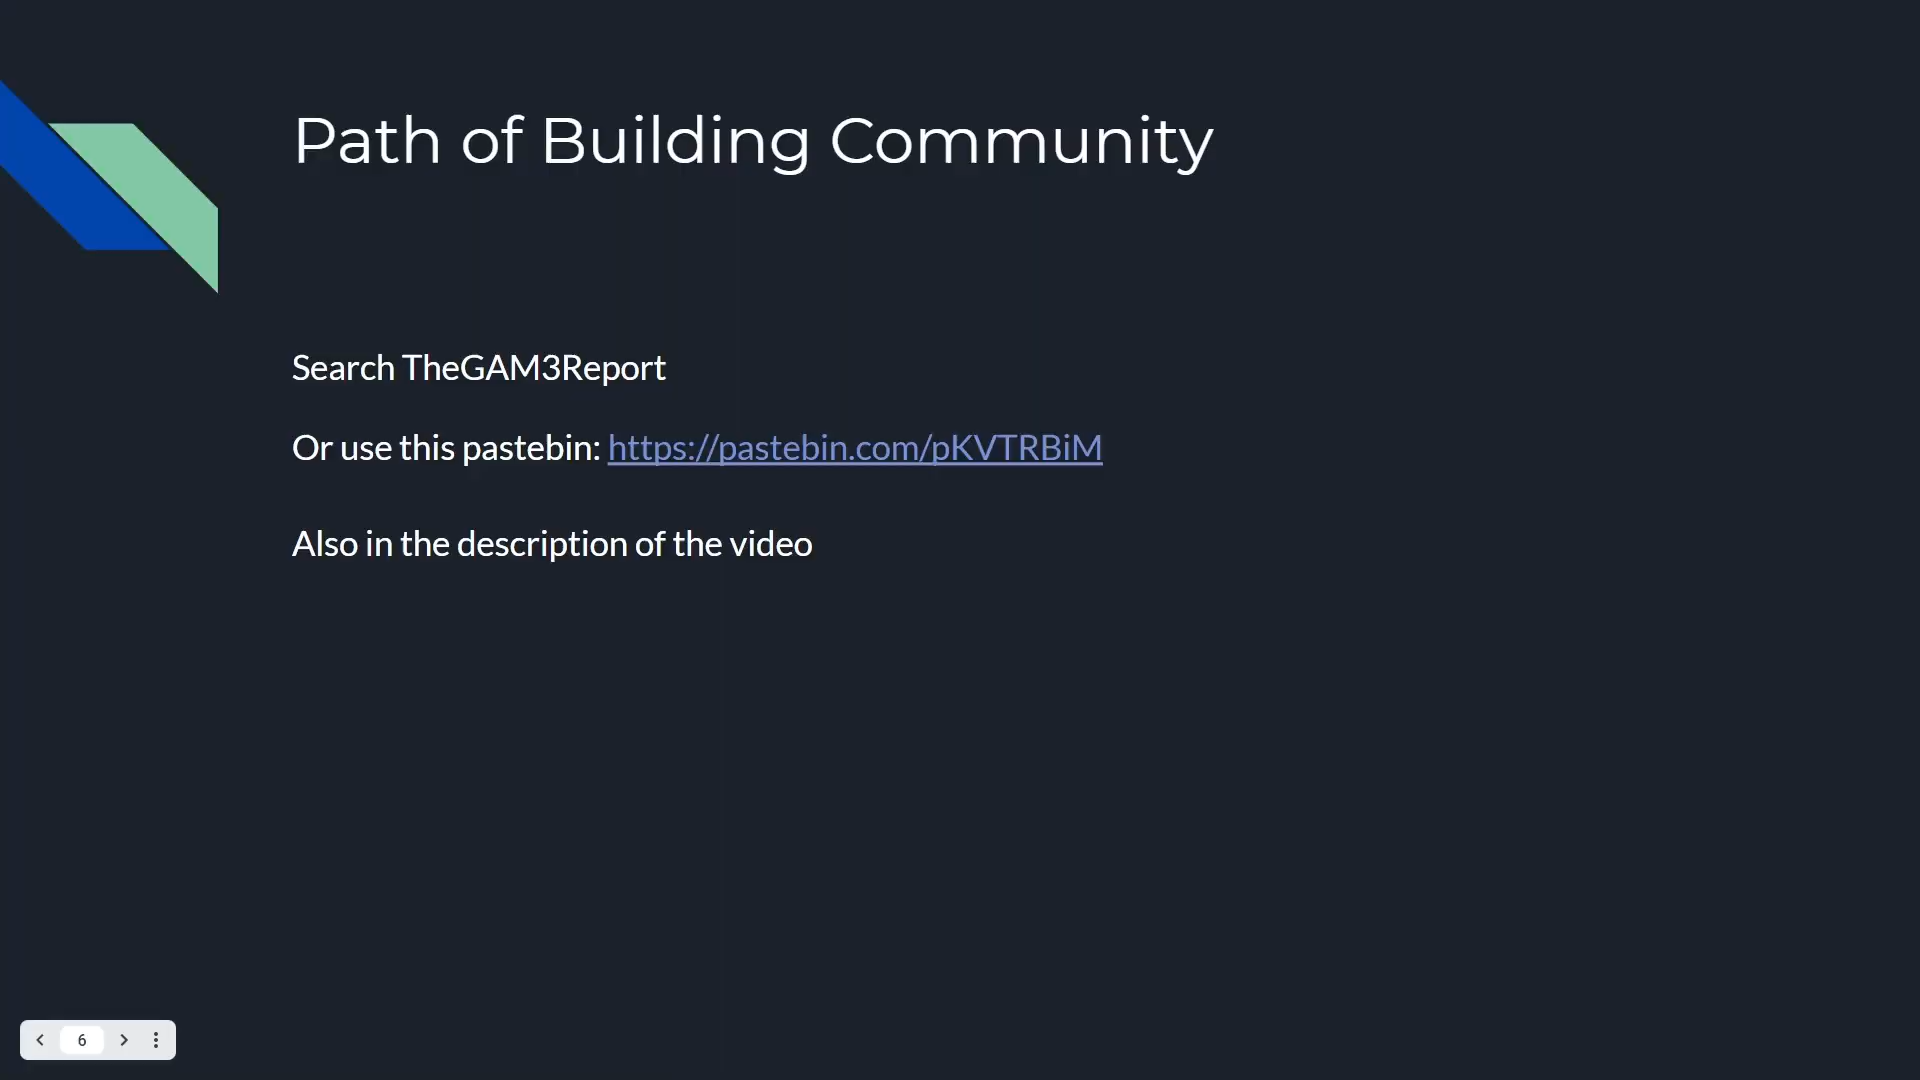 Path of Building Community
Search TheGAM3Report
Or use this pastebin: https://pastebin.com/pKVTRBiM
Also in the description of the video
6